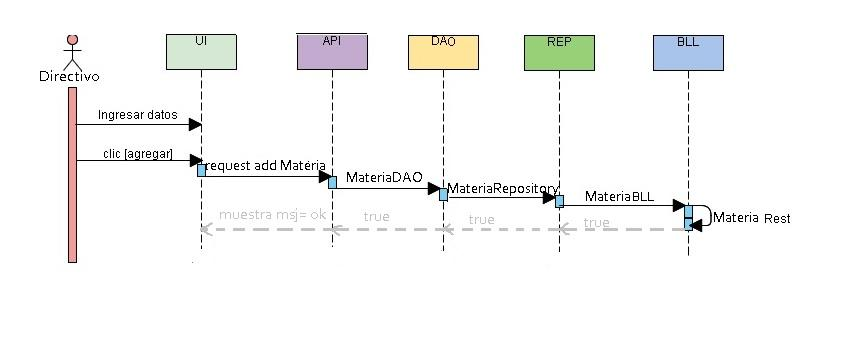 UI API DAO REP BLL
Directivo
Ingresar datos
clic [agregar]
request add Materia
MateriaDAO
MateriaRepository
MateriaBLL
Materia Rest
muestra msj= ok
true
true
true